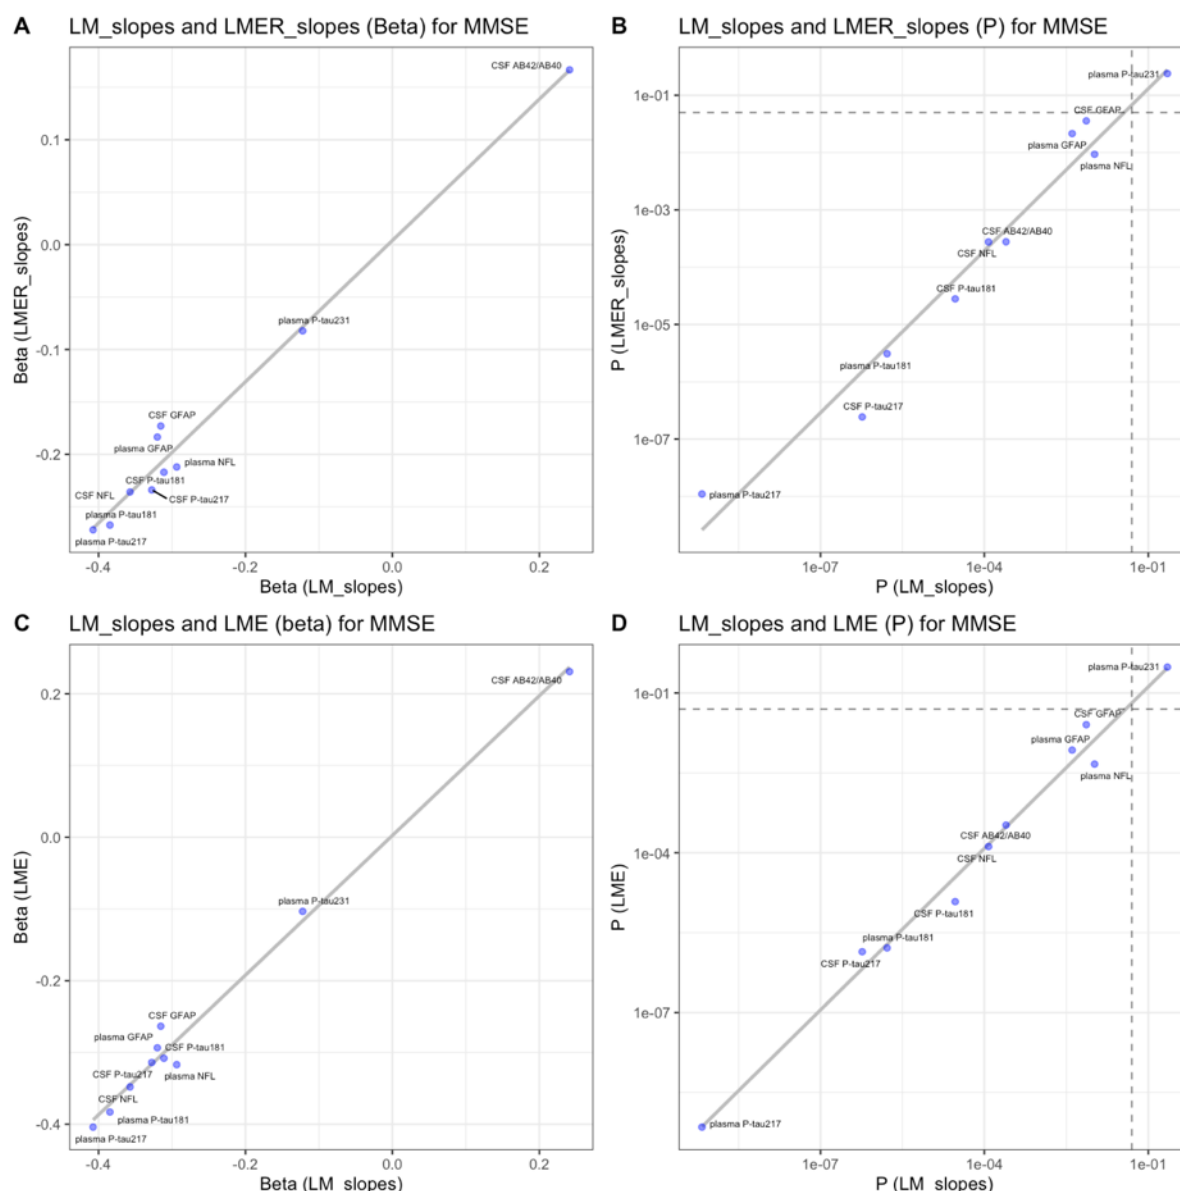 A LM_slopes and LMER_slopes (Beta) for MMSE
CSF AB42/AB40
0.1
0.0
-0.1
-0.2
Beta (LMER_slopes)
plasma P-tau231
CSF GFAP
plasma GFAP
plasma NFL
CSF P-tau181
CSF NFL
CSF P-tau217
plasma P-tau181
plasma P-tau217
-0.4 -0.2 0.0 0.2
Beta (LM_slopes)
B LM_slopes and LMER_slopes (P) for MMSE
plasma P-tau231
1e-01
1e-03
1e-05
1e-07
P (LMER_slopes)
CSF GFAP
plasma GFAP
plasma NFL
CSF AB42/AB40
CSF NFL
CSF P-tau181
plasma P-tau181
CSF P-tau217
plasma P-tau217
1e-07 1e-04 1e-01
P (LM_slopes)
C LM_slopes and LME (beta) for MMSE
CSF AB42/AB40
0.2
0.0
-0.2
-0.4
Beta (LME)
plasma P-tau231
CSF GFAP
plasma GFAP
CSF P-tau181
CSF P-tau217
plasma NFL
CSF NFL
plasma P-tau181
plasma P-tau217
-0.4 -0.2 0.0 0.2
Beta (LM_slopes)
D LM_slopes and LME (P) for MMSE
plasma P-tau231
1e-01
1e-04
1e-07
P (LME)
CSF GFAP
plasma GFAP
plasma NFL
CSF AB42/AB40
CSF NFL
CSF P-tau181
plasma P-tau181
CSF P-tau217
plasma P-tau217
1e-07 1e-04 1e-01
P (LM_slopes)